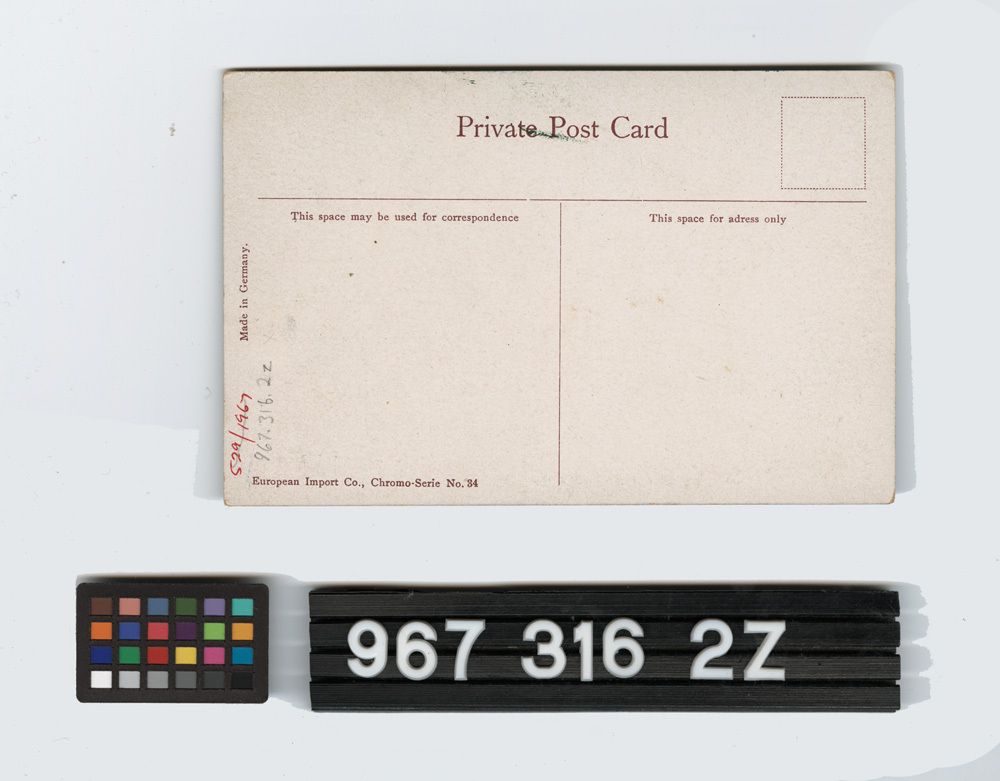 Private Post Card
This space may be used for correspondence
This space for adress only
Made in Germany.
529/1967
967.316.2Z
European Import Co., Chromo-Serie No. 34
967 316 2Z